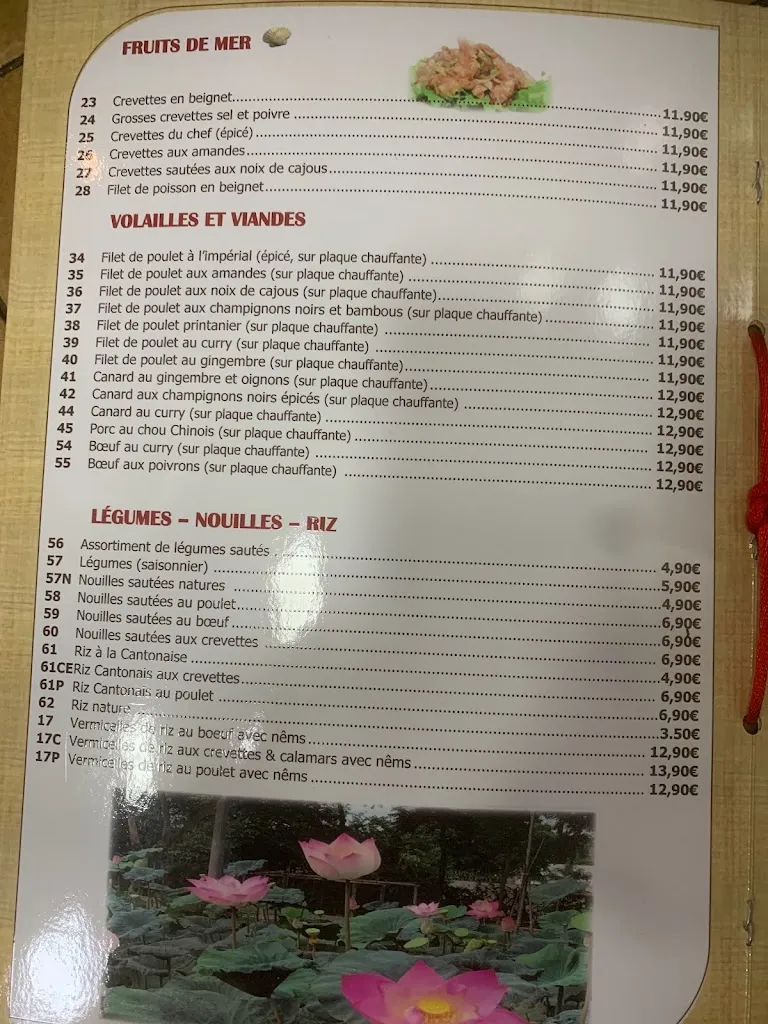 FRUITS DE MER
23 Crevettes en beignet 11.90€
24 Grosses crevettes sel et poivre 11,90€
25 Crevettes du chef (épicé) 11,90€
26 Crevettes aux amandes 11,90€
27 Crevettes sautées aux noix de cajous 11,90€
28 Filet de poisson en beignet 11,90€
VOLAILLES ET VIANDES
34 Filet de poulet à l'impérial (épicé, sur plaque chauffante) 11,90€
35 Filet de poulet aux amandes (sur plaque chauffante) 11,90€
36 Filet de poulet aux noix de cajous (sur plaque chauffante) 11,90€
37 Filet de poulet aux champignons noirs et bambous (sur plaque chauffante) 11,90€
38 Filet de poulet printanier (sur plaque chauffante) 11,90€
39 Filet de poulet au curry (sur plaque chauffante) 11,90€
40 Filet de poulet au gingembre (sur plaque chauffante) 11,90€
41 Canard au gingembre et oignons (sur plaque chauffante) 12,90€
42 Canard aux champignons noirs épicés (sur plaque chauffante) 12,90€
44 Canard au curry (sur plaque chauffante) 12,90€
45 Porc au chou Chinois (sur plaque chauffante) 12,90€
54 Bœuf au curry (sur plaque chauffante) 12,90€
55 Bœuf aux poivrons (sur plaque chauffante) 12,90€
LÉGUMES – NOUILLES – RIZ
56 Assortiment de légumes sautés 4,90€
57 Légumes (saisonnier) 5,90€
57N Nouilles sautées natures 4,90€
58 Nouilles sautées au poulet 6,90€
59 Nouilles sautées au bœuf 6,90€
60 Nouilles sautées aux crevettes 6,90€
61 Riz à la Cantonaise 4,90€
61CE Riz Cantonais aux crevettes 6,90€
61P Riz Cantonais au poulet 6,90€
62 Riz nature 3.50€
17 Vermicelles de riz au boeuf avec nêms 12,90€
17C Vermicelles de riz aux crevettes & calamars avec nêms 13,90€
17P Vermicelles de riz au poulet avec nêms 12,90€